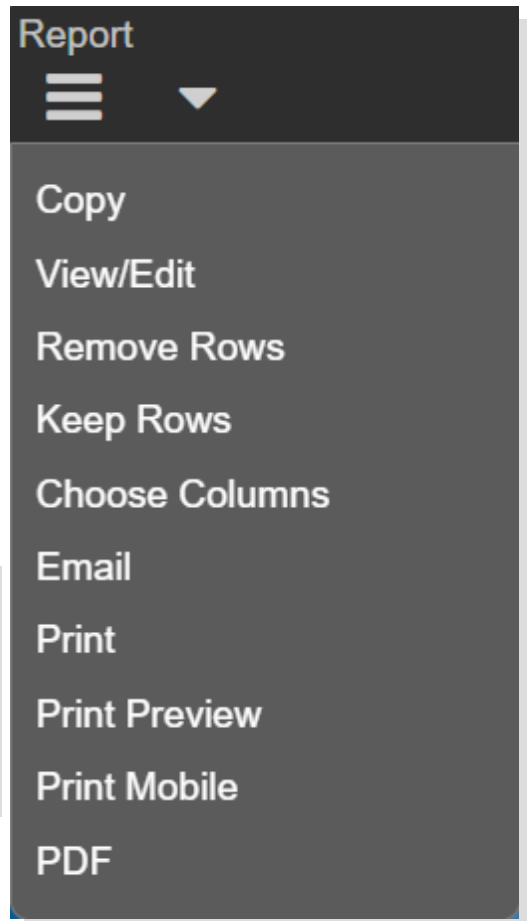 Report
Copy
View/Edit
Remove Rows
Keep Rows
Choose Columns
Email
Print
Print Preview
Print Mobile
PDF